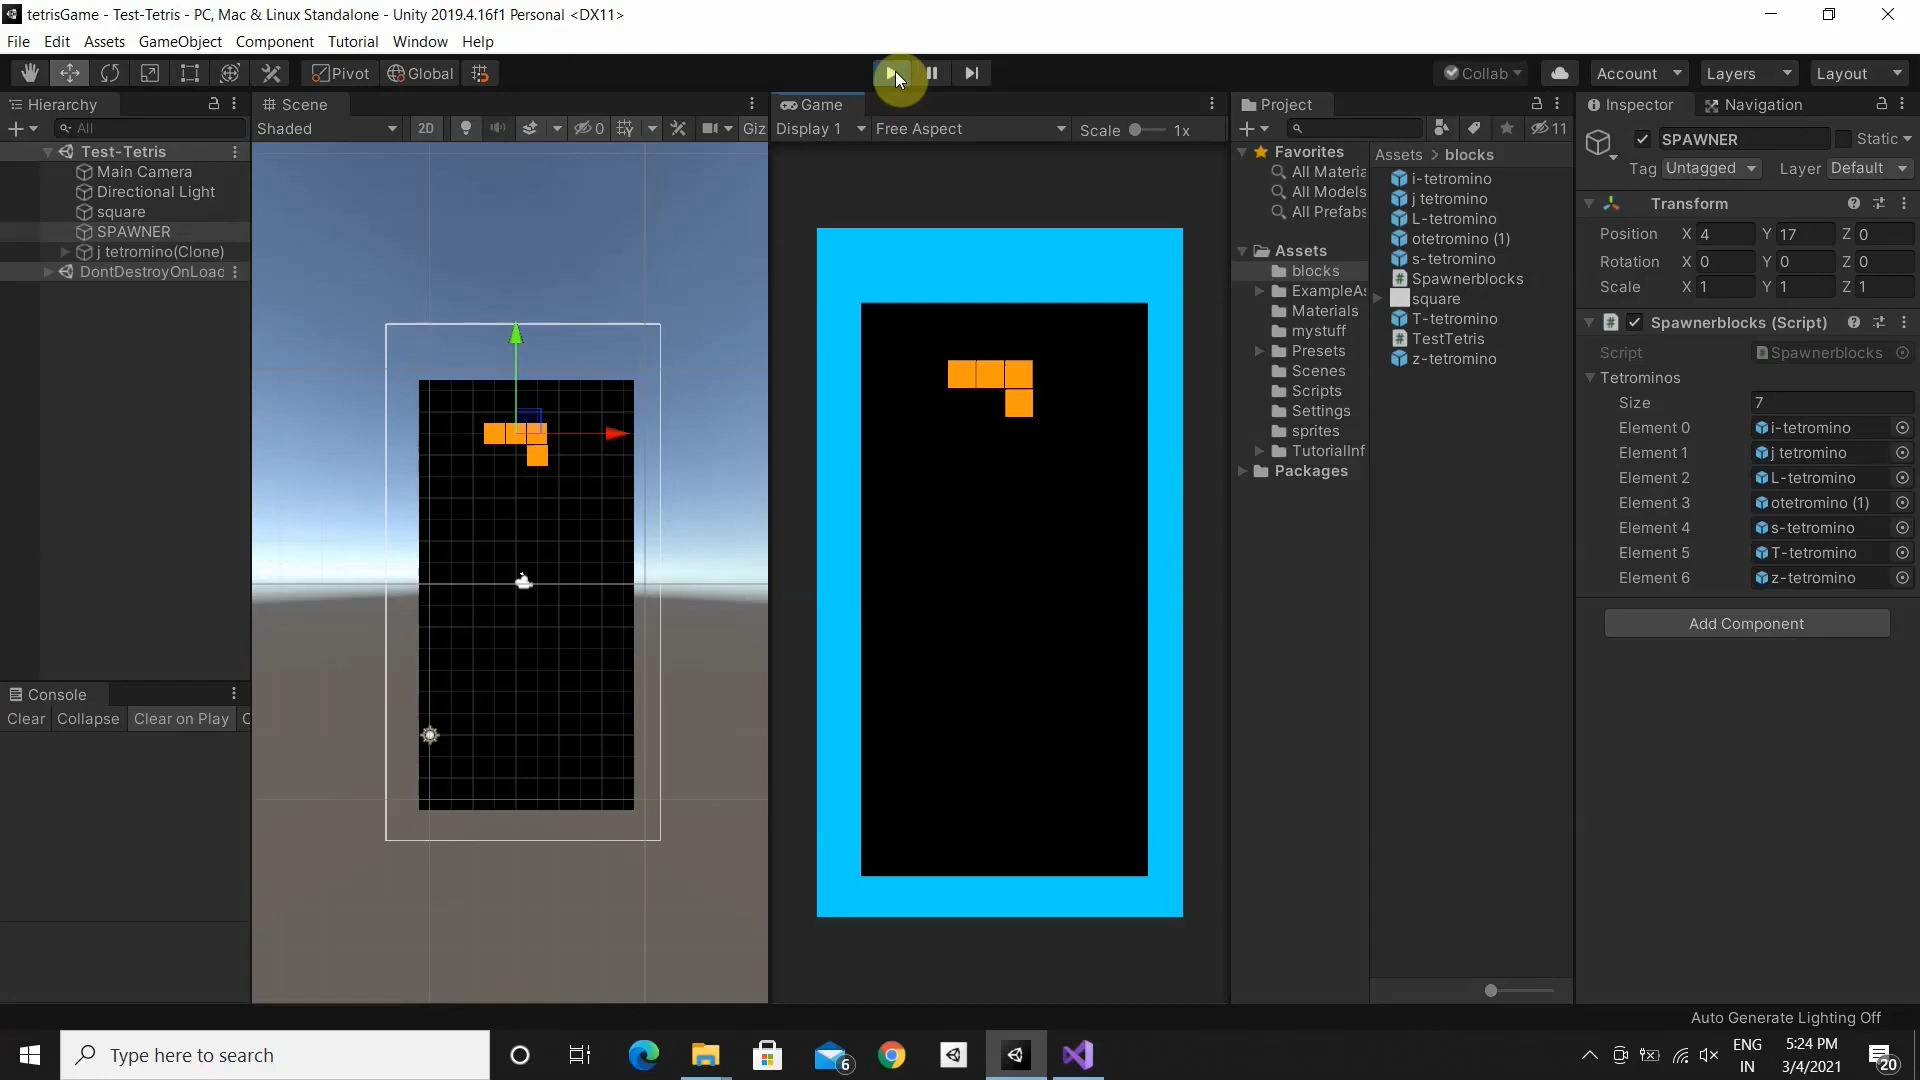 tetrisGame - Test-Tetris - PC, Mac & Linux Standalone - Unity 2019.4.16f1 Personal <DX11>
File Edit Assets GameObject Component Tutorial Window Help
Pivot Global
Collab Account Layers Layout
Hierarchy
All
Test-Tetris
Main Camera
Directional Light
square
SPAWNER
j tetromino(Clone)
DontDestroyOnLoad
Console
Clear Collapse Clear on Play C
Scene
Shaded 2D 0 Giz
Game
Display 1 Free Aspect Scale 1x
Project
11
Favorites
All Materia
All Models
All Prefabs
Assets
blocks
ExampleAs
Materials
mystuff
Presets
Scenes
Scripts
Settings
sprites
TutorialInf
Packages
Assets > blocks
i-tetromino
j tetromino
L-tetromino
otetromino (1)
s-tetromino
Spawnerblocks
square
T-tetromino
TestTetris
z-tetromino
Inspector Navigation
SPAWNER Static
Tag Untagged Layer Default
Transform
Position X 4 Y 17 Z 0
Rotation X 0 Y 0 Z 0
Scale X 1 Y 1 Z 1
Spawnerblocks (Script)
Script Spawnerblocks
Tetrominos
Size 7
Element 0 i-tetromino
Element 1 j tetromino
Element 2 L-tetromino
Element 3 otetromino (1)
Element 4 s-tetromino
Element 5 T-tetromino
Element 6 z-tetromino
Add Component
Auto Generate Lighting Off
Type here to search
6
ENG
IN
5:24 PM
3/4/2021
20